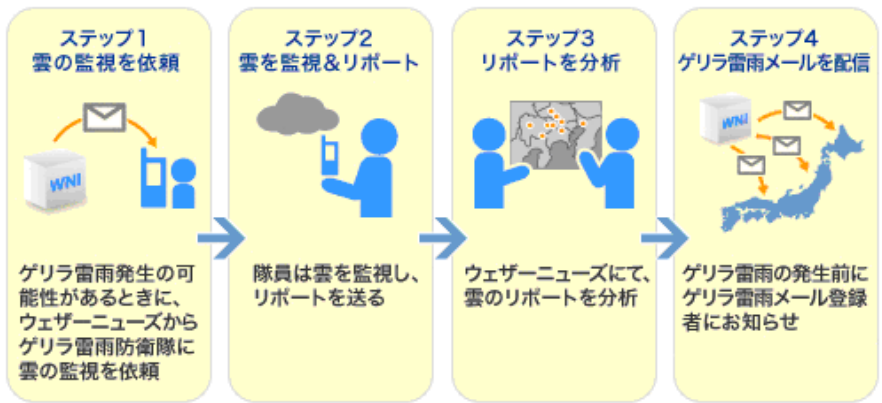 ステップ1
雲の監視を依頼
WNI
ゲリラ雷雨発生の可
能性があるときに、
ウェザーニューズから
ゲリラ雷雨防衛隊に
雲の監視を依頼
ステップ2
雲を監視&リポート
隊員は雲を監視し、
リポートを送る
ステップ3
リポートを分析
ウェザーニューズにて、
雲のリポートを分析
ステップ4
ゲリラ雷雨メールを配信
WNI
ゲリラ雷雨の発生前に
ゲリラ雷雨メール登録
者にお知らせ